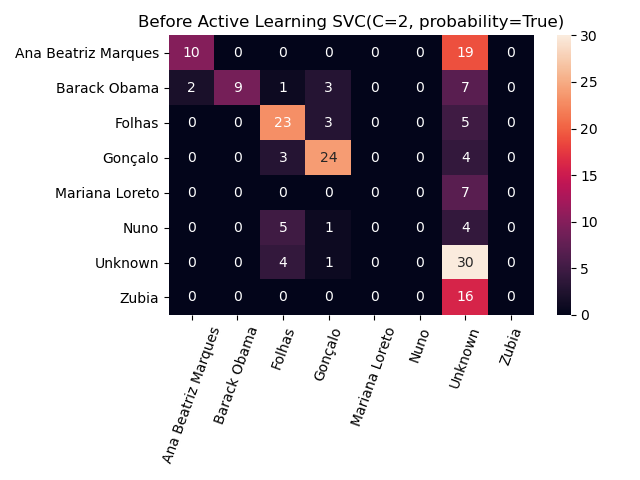 Before Active Learning SVC(C=2, probability=True)
Ana Beatriz Marques 10 0 0 0 0 0 19 0
Barack Obama 2 9 1 3 0 0 7 0
Folhas 0 0 23 3 0 0 5 0
Gonçalo 0 0 3 24 0 0 4 0
Mariana Loreto 0 0 0 0 0 0 7 0
Nuno 0 0 5 1 0 0 4 0
Unknown 0 0 4 1 0 0 30 0
Zubia 0 0 0 0 0 0 16 0
Ana Beatriz Marques
Barack Obama
Folhas
Gonçalo
Mariana Loreto
Nuno
Unknown
Zubia
30
25
20
15
10
5
0